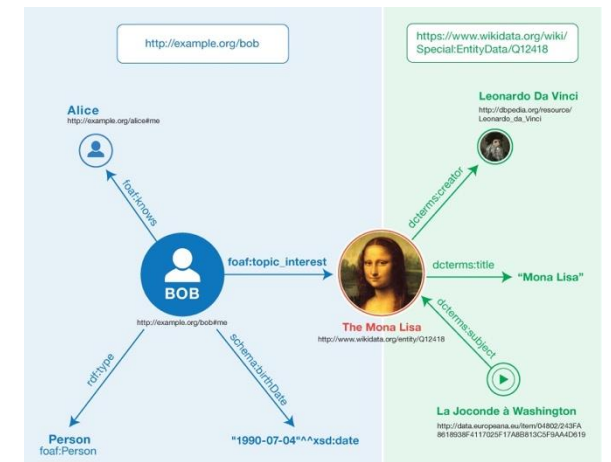 http://example.org/bob
https://www.wikidata.org/wiki/
Special:EntityData/Q12418
Alice
http://example.org/alice#me
Leonardo Da Vinci
http://dbpedia.org/resource/
Leonardo_da_Vinci
foaf:knows
dcterms:creator
foaf:topic_interest
BOB
http://example.org/bob#me
dcterms:title
"Mona Lisa"
The Mona Lisa
http://www.wikidata.org/entity/Q12418
dcterms:subject
rdf:type
schema:birthDate
La Joconde à Washington
http://data.europeana.eu/item/04802/243FA
8618938F4117025F17A8B813C5F9AA4D619
Person
foaf:Person
"1990-07-04"^^xsd:date